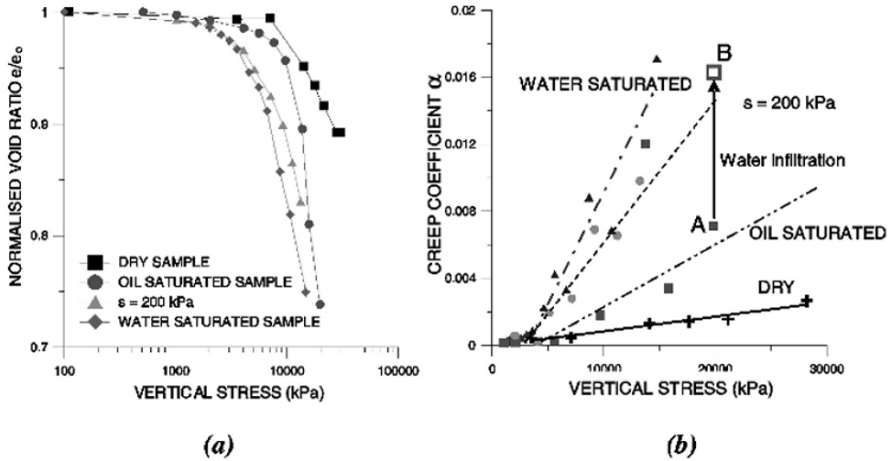 1
0.9
0.8
0.7
NORMALISED VOID RATIO e/e₀
100
1000
10000
100000
VERTICAL STRESS (kPa)
DRY SAMPLE
OIL SATURATED SAMPLE
s = 200 kPa
WATER SATURATED SAMPLE
(a)
0.02
0.016
0.012
0.008
0.004
0
CREEP COEFFICIENT α
0
10000
20000
30000
VERTICAL STRESS (kPa)
WATER SATURATED
B
s = 200 kPa
Water Infiltration
A
OIL SATURATED
DRY
(b)